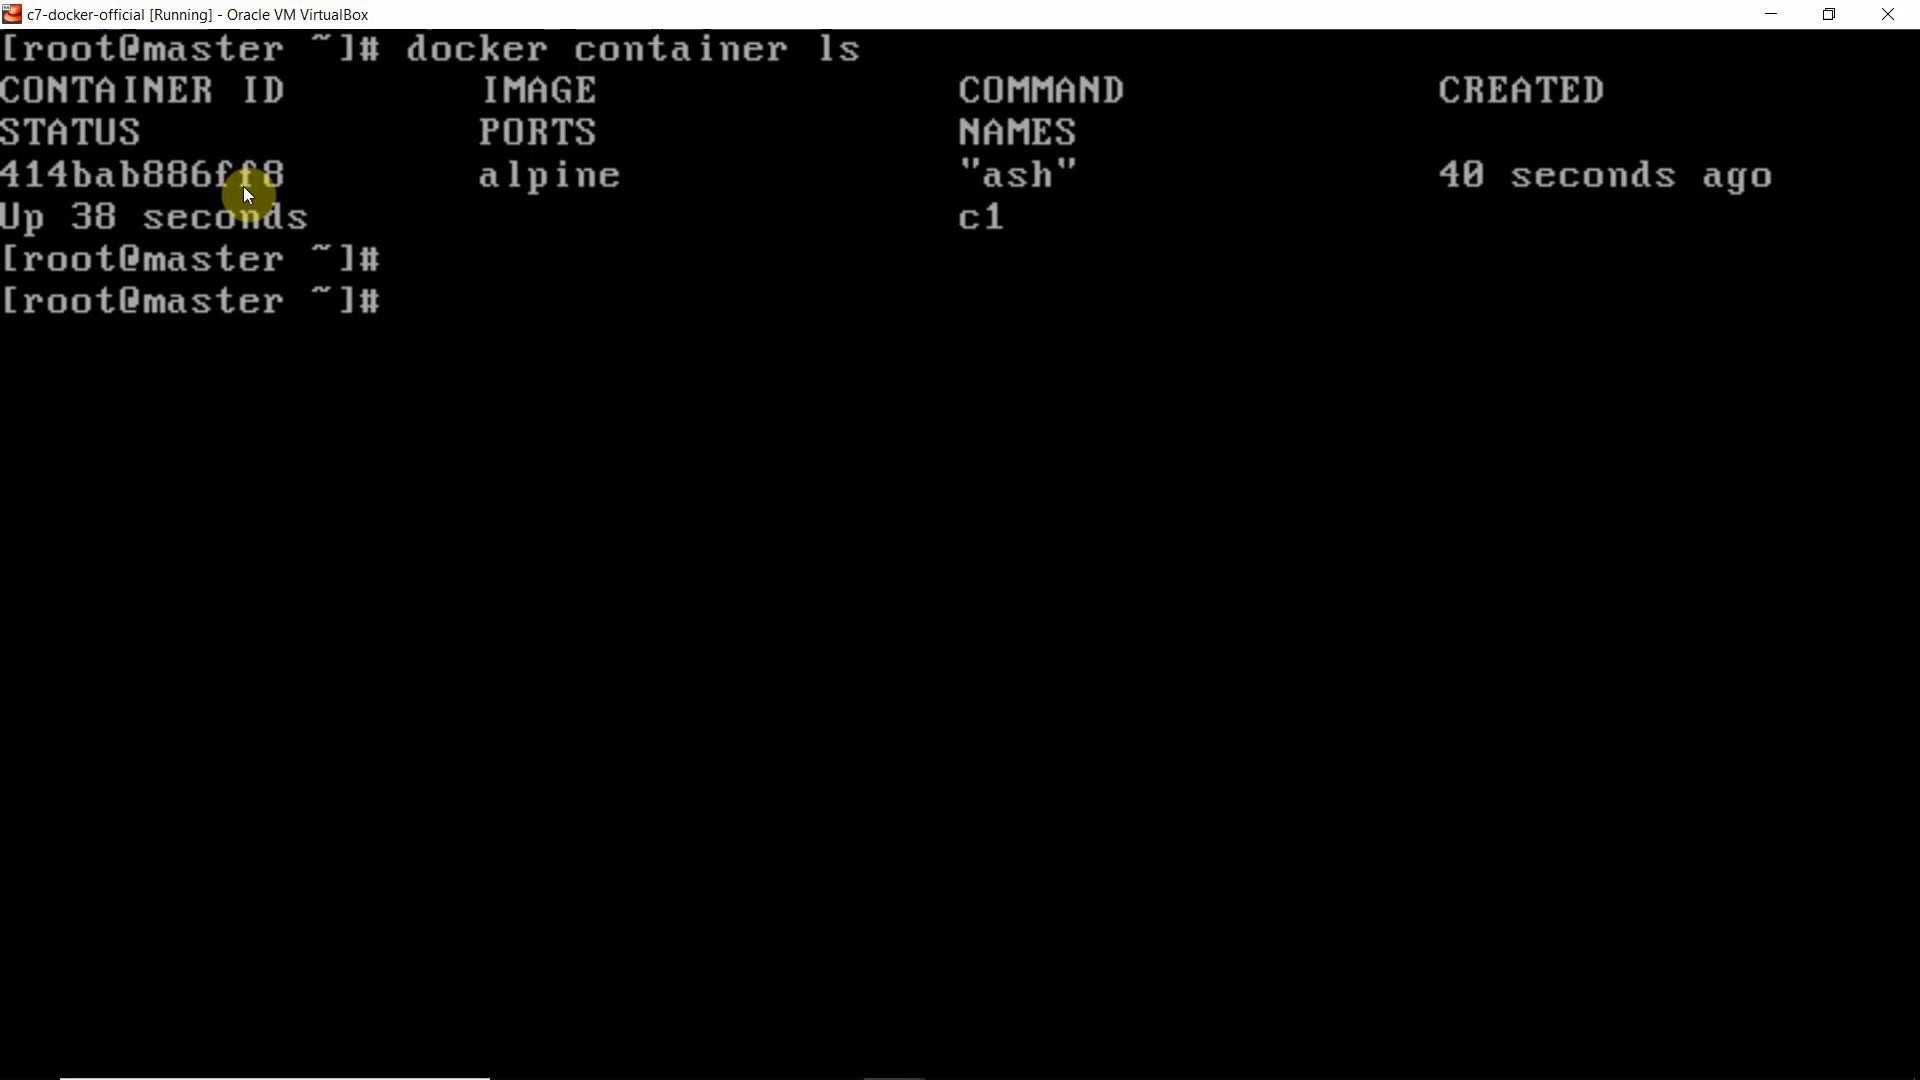 c7-docker-official [Running] - Oracle VM VirtualBox
[root@master ~]# docker container ls
CONTAINER ID IMAGE COMMAND CREATED
STATUS PORTS NAMES
414bab886ff8 alpine "ash" 40 seconds ago
Up 38 seconds c1
[root@master ~]#
[root@master ~]#